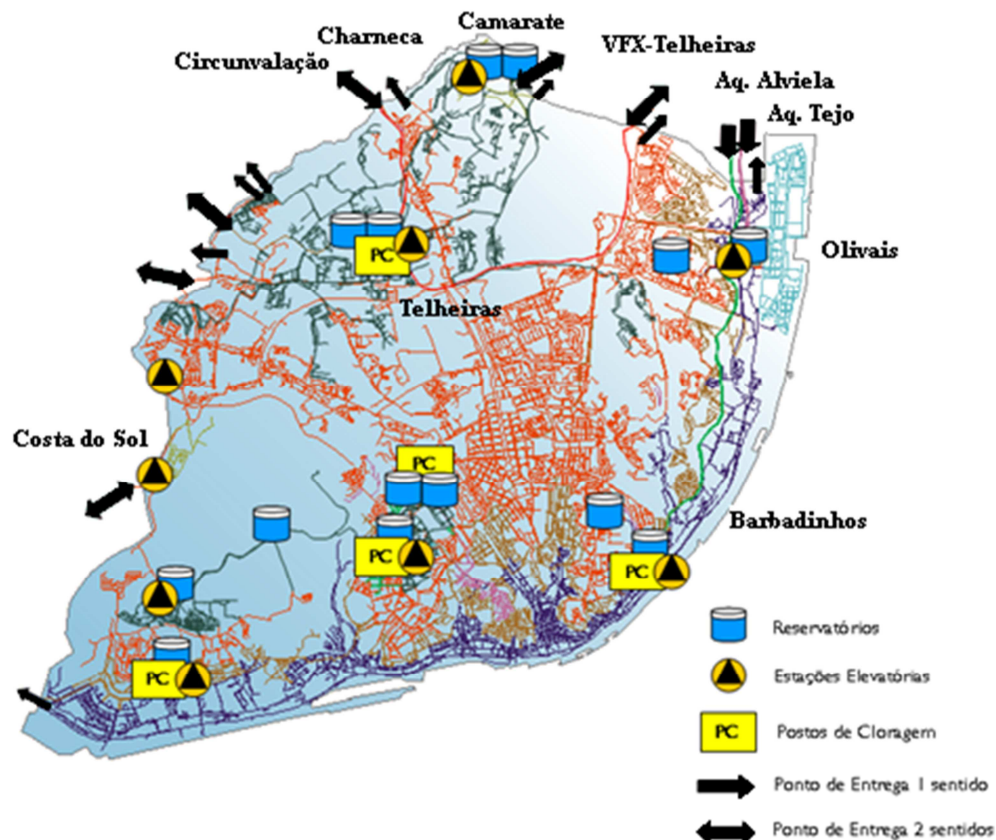 Camarate
Charneca
VFX-Telheiras
Circunvalação
Aq. Alviela
Aq. Tejo
PC
Olivais
Telheiras
Costa do Sol
PC
Barbadinhos
PC
PC
PC
Reservatórios
Estações Elevatórias
PC Postos de Cloragem
Ponto de Entrega 1 sentido
Ponto de Entrega 2 sentidos